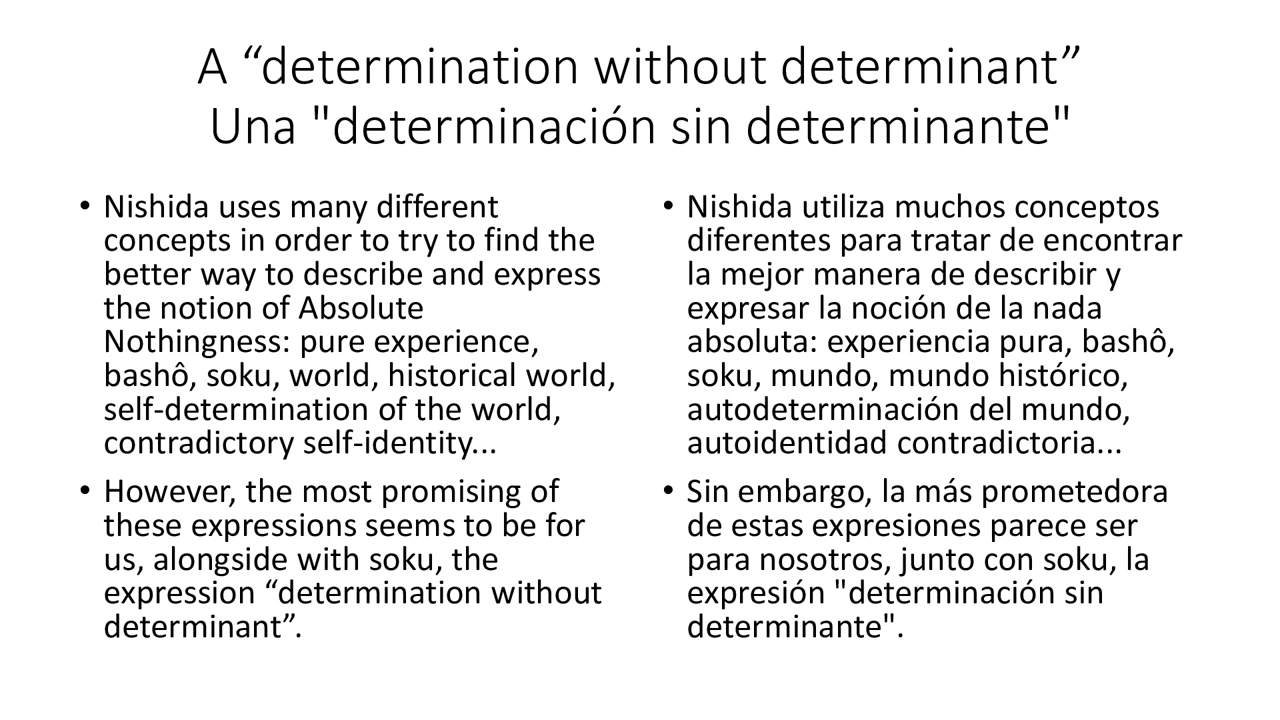 A “determination without determinant”
Una "determinación sin determinante"
• Nishida uses many different
concepts in order to try to find the
better way to describe and express
the notion of Absolute
Nothingness: pure experience,
bashô, soku, world, historical world,
self-determination of the world,
contradictory self-identity...
• However, the most promising of
these expressions seems to be for
us, alongside with soku, the
expression “determination without
determinant”.
• Nishida utiliza muchos conceptos
diferentes para tratar de encontrar
la mejor manera de describir y
expresar la noción de la nada
absoluta: experiencia pura, bashô,
soku, mundo, mundo histórico,
autodeterminación del mundo,
autoidentidad contradictoria...
• Sin embargo, la más prometedora
de estas expresiones parece ser
para nosotros, junto con soku, la
expresión "determinación sin
determinante".